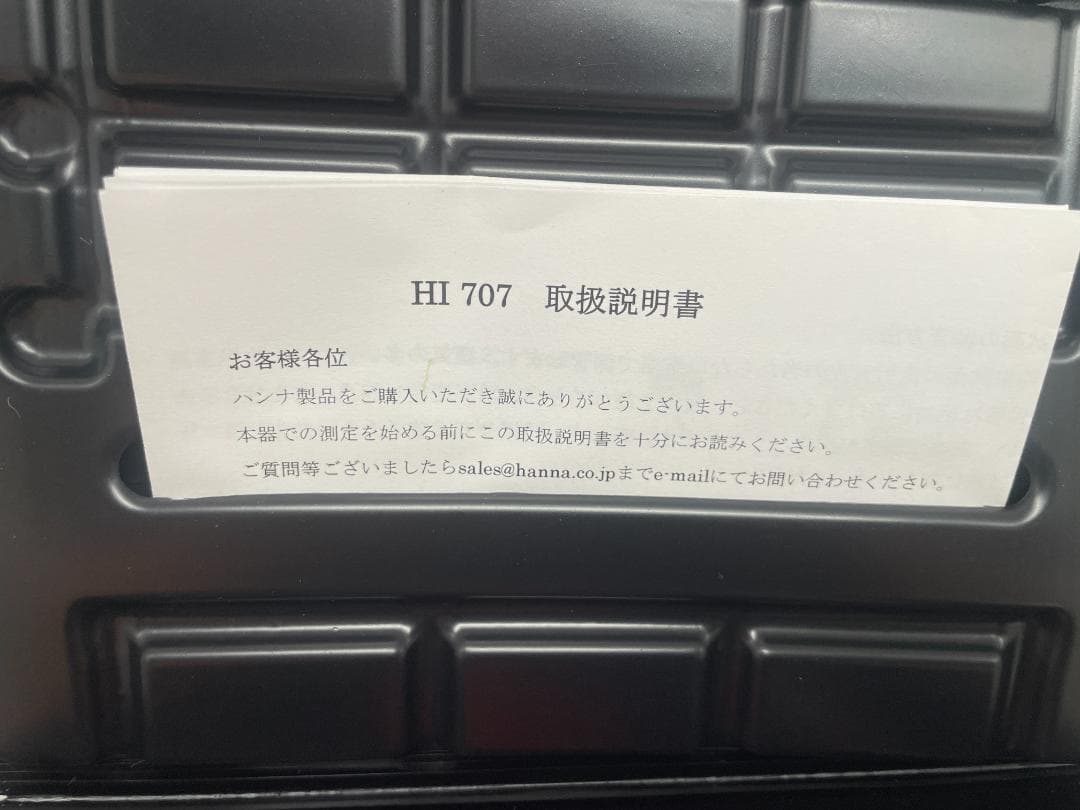 HI 707　取扱説明書
お客様各位
ハンナ製品をご購入いただき誠にありがとうございます。
本器での測定を始める前にこの取扱説明書を十分にお読みください。
ご質問等ございましたらsales@hanna.co.jpまでe-mailにてお問い合わせください。